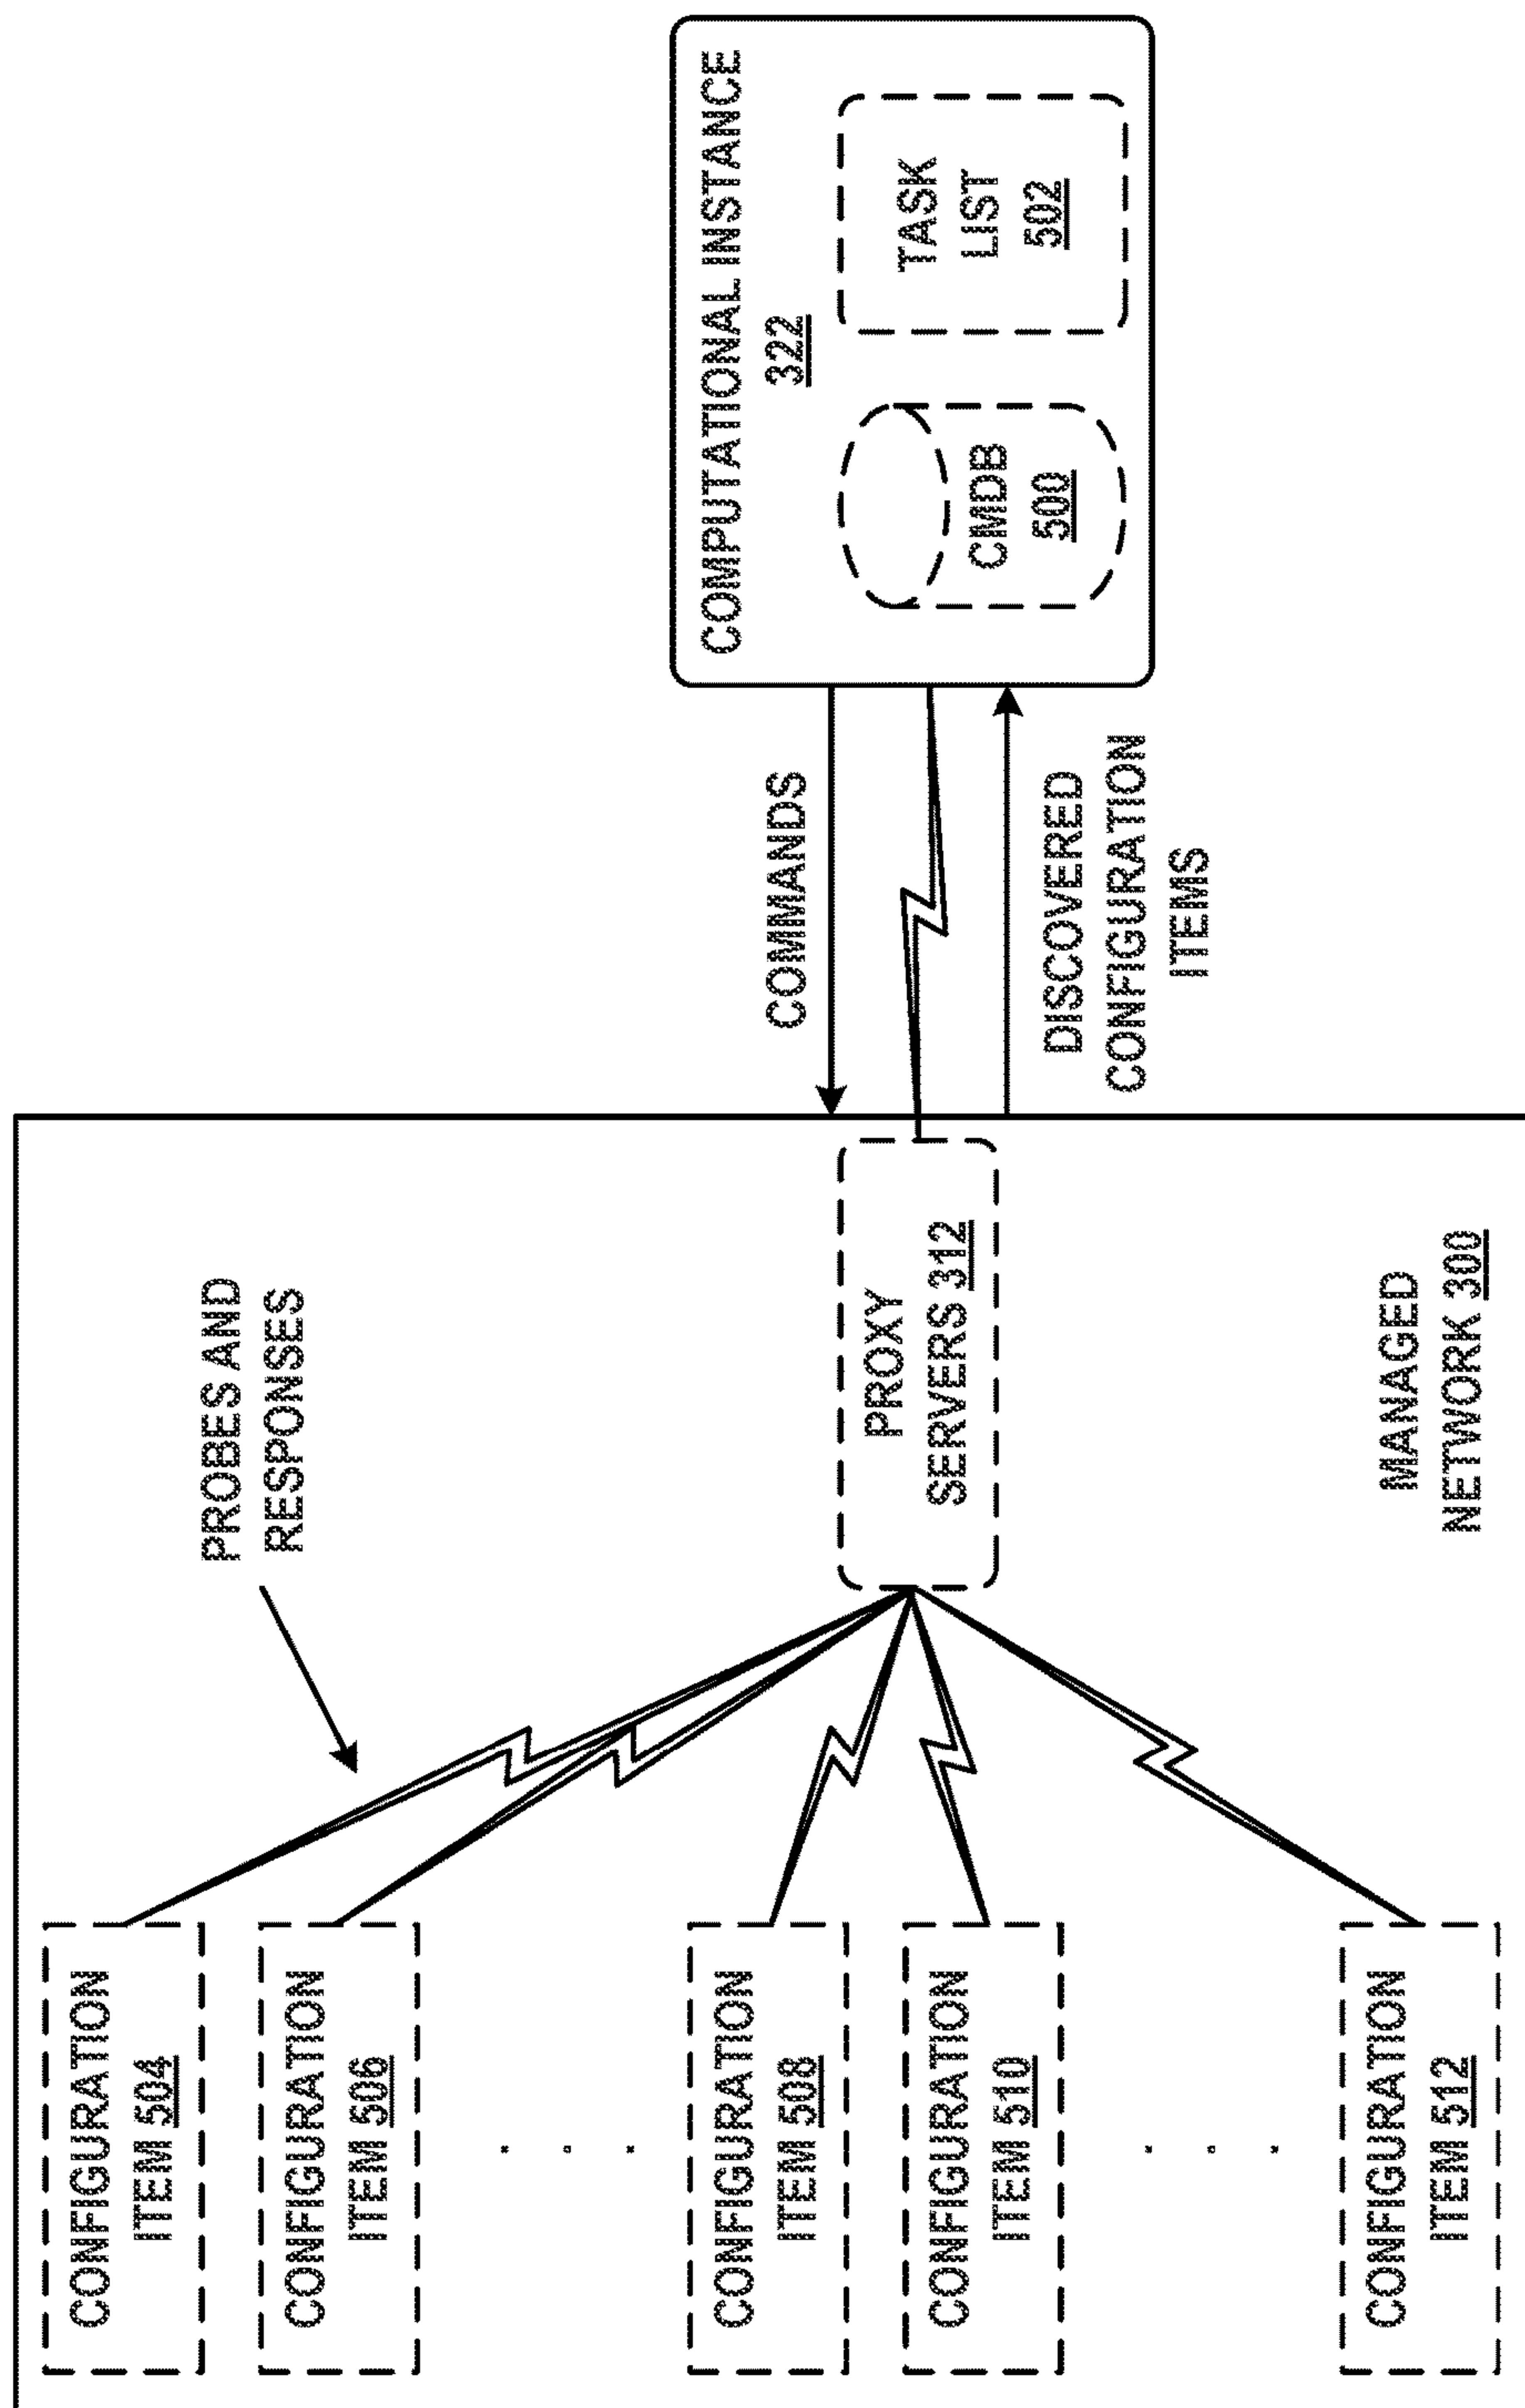 COMPUTATIONAL INSTANCE
322
CMDB
500
TASK
LIST
502
COMMANDS
DISCOVERED
CONFIGURATION
ITEMS
PROBES AND
RESPONSES
PROXY
SERVERS 312
MANAGED
NETWORK 300
CONFIGURATION
ITEM 504
CONFIGURATION
ITEM 506
CONFIGURATION
ITEM 508
CONFIGURATION
ITEM 510
CONFIGURATION
ITEM 512